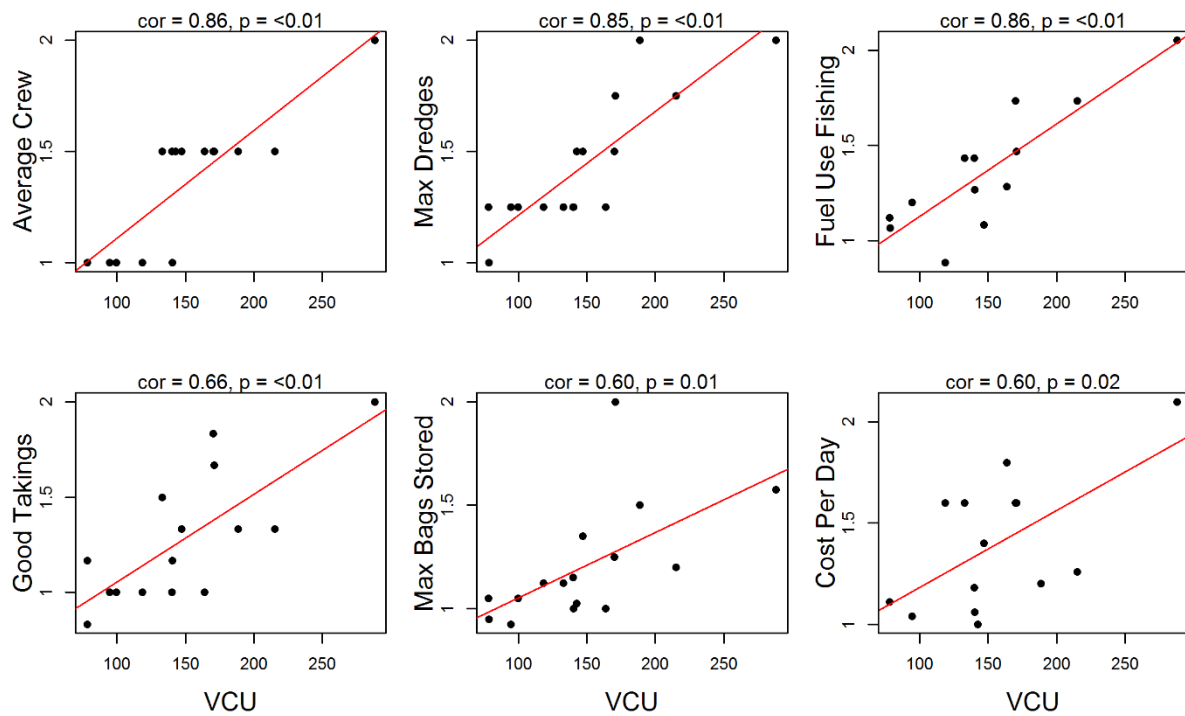 cor = 0.86, p = <0.01
cor = 0.85, p = <0.01
cor = 0.86, p = <0.01
Average Crew
1
1.5
2
100
150
200
250
Max Dredges
1
1.5
2
100
150
200
250
Fuel Use Fishing
1
1.5
2
100
150
200
250
cor = 0.66, p = <0.01
cor = 0.60, p = 0.01
cor = 0.60, p = 0.02
Good Takings
1
1.5
2
100
150
200
250
VCU
Max Bags Stored
1
1.5
2
100
150
200
250
VCU
Cost Per Day
1
1.5
2
100
150
200
250
VCU